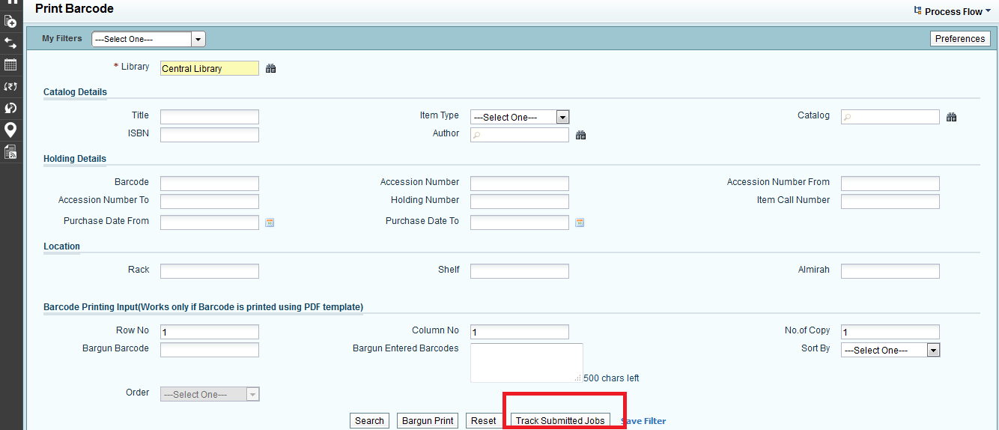 Print Barcode
Process Flow
My Filters ---Select One--- Preferences
* Library Central Library
Catalog Details
Title Item Type ---Select One--- Catalog
ISBN Author
Holding Details
Barcode Accession Number Accession Number From
Accession Number To Holding Number Item Call Number
Purchase Date From Purchase Date To
Location
Rack Shelf Almirah
Barcode Printing Input(Works only if Barcode is printed using PDF template)
Row No 1 Column No 1 No.of Copy 1
Bargun Barcode Bargun Entered Barcodes Sort By ---Select One---
500 chars left
Order ---Select One---
Search Bargun Print Reset Track Submitted Jobs Save Filter